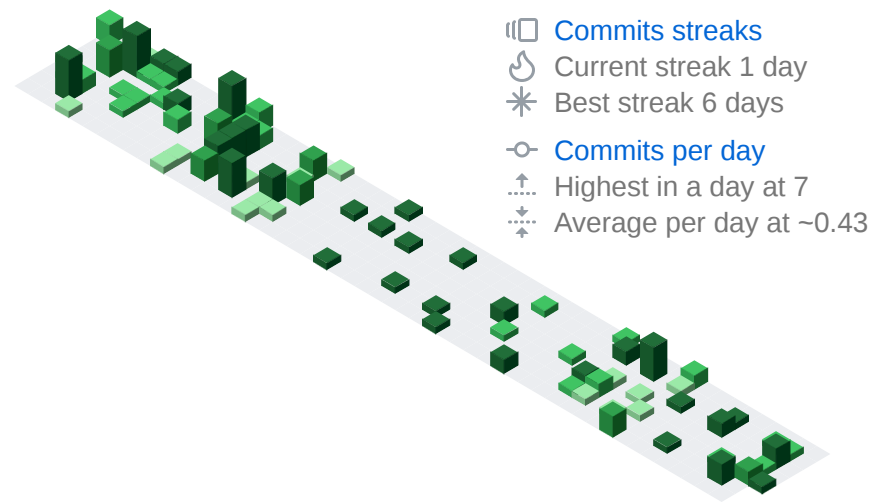 Commits streaks
Current streak 1 day
Best streak 6 days
Commits per day
Highest in a day at 7
Average per day at ~0.43